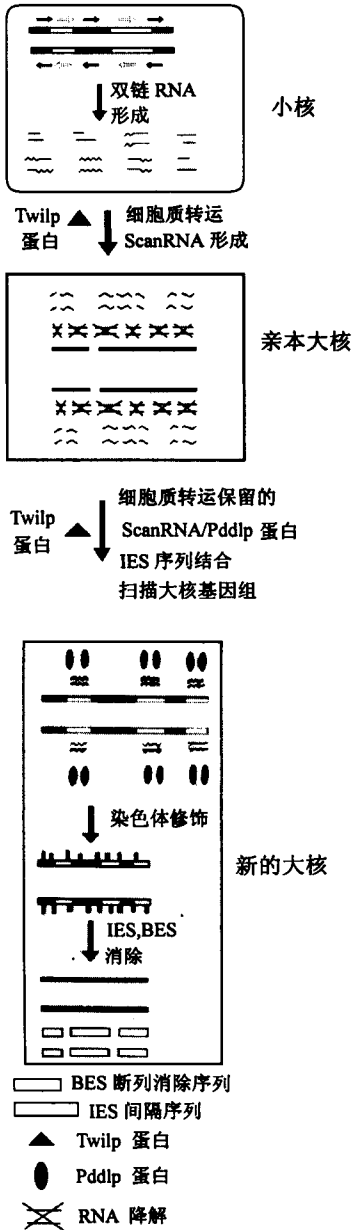 双链 RNA
形成
小核
Twilp
蛋白
细胞质转运
ScanRNA 形成
亲本大核
Twilp
蛋白
细胞质转运保留的
ScanRNA/Pddlp 蛋白
IES 序列结合
扫描大核基因组
染色体修饰
新的大核
IES,BES
消除
BES 断列消除序列
IES 间隔序列
Twilp 蛋白
Pddlp 蛋白
RNA 降解